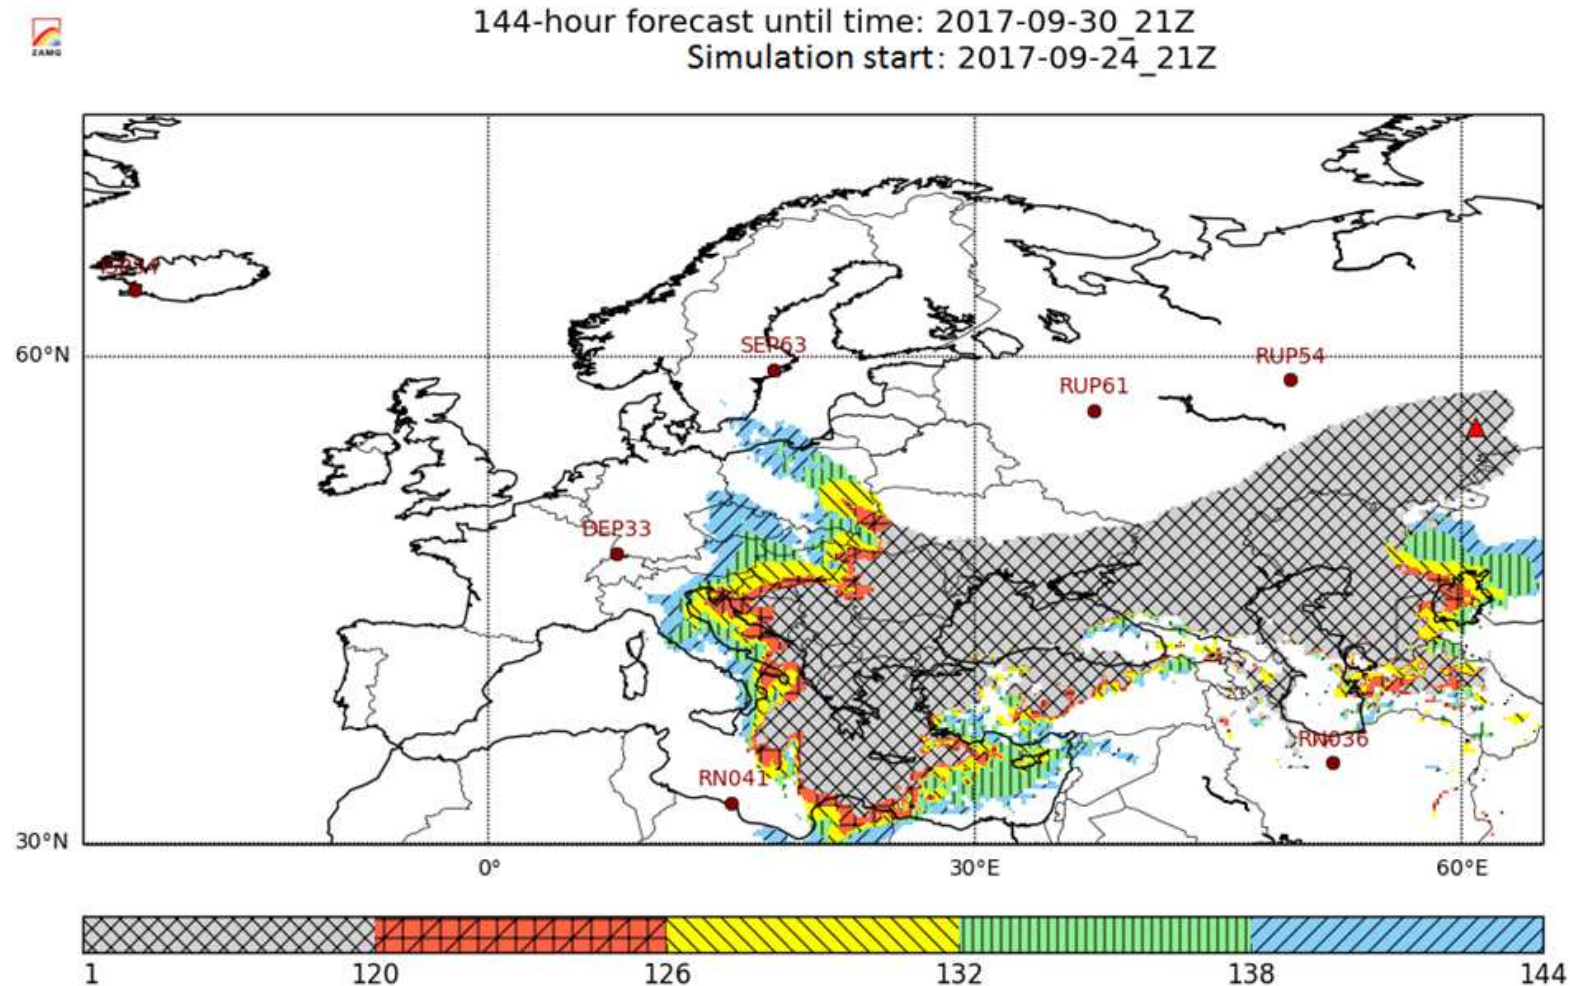 144-hour forecast until time: 2017-09-30_21Z
ZAMG
Simulation start: 2017-09-24_21Z
60°N
SEP63
RUP54
RUP61
DEP33
RN036
RN041
30°N
0° 30°E 60°E
1 120 126 132 138 144